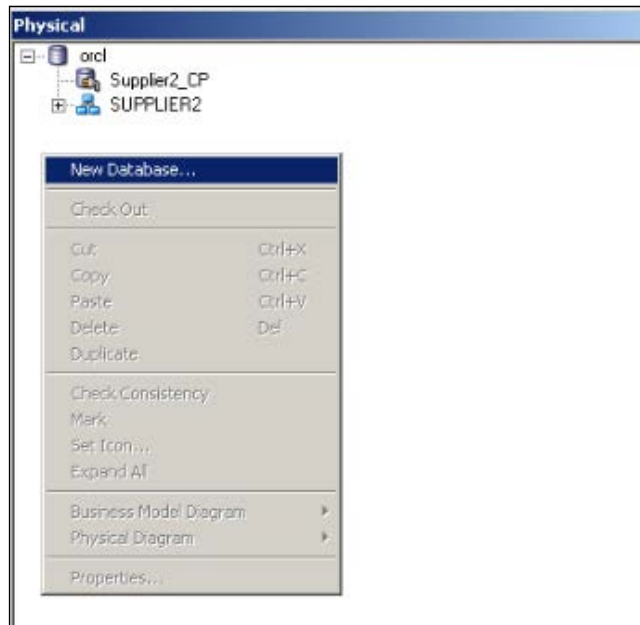 Physical
orcl
Supplier2_CP
SUPPLIER2
New Database...
Check Out
Cut Ctrl+X
Copy Ctrl+C
Paste Ctrl+V
Delete Del
Duplicate
Check Consistency
Mark
Set Icon...
Expand All
Business Model Diagram
Physical Diagram
Properties...